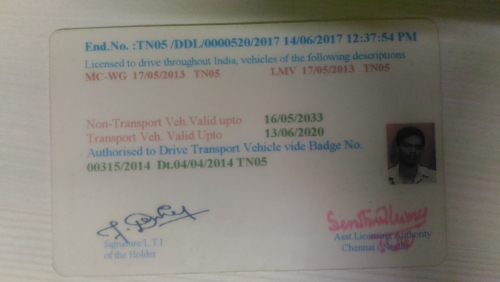 End.No. :TN05 /DDL/0000520/2017 14/06/2017 12:37:54 PM
Licensed to drive throughout India, vehicles of the following descriptions
MC-WG 17/05/2013 TN05 LMV 17/05/2013 TN05
Non-Transport Veh Valid upto 16/05/2033
Transport Veh. Valid Upto 13/06/2020
Authorised to Drive Transport Vehicle vide Badge No.
00315/2014 Dt.04/04/2014 TN05
Signature/L.T.I
of the Holder
Asst.Licensing Authority
Chennai